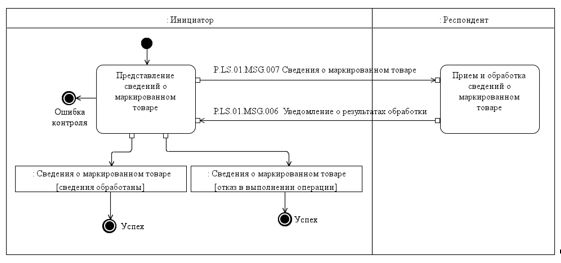 : Инициатор
: Респондент
Представление
сведений о
маркированном
товаре
P.LS.01.MSG.007 Сведения о маркированном товаре
Прием и обработка
сведений о
маркированном
товаре
Ошибка
контроля
P.LS.01.MSG.006 Уведомление о результатах обработки
: Сведения о маркированном товаре
[сведения обработаны]
: Сведения о маркированном товаре
[отказ в выполнении операции]
Успех
Успех